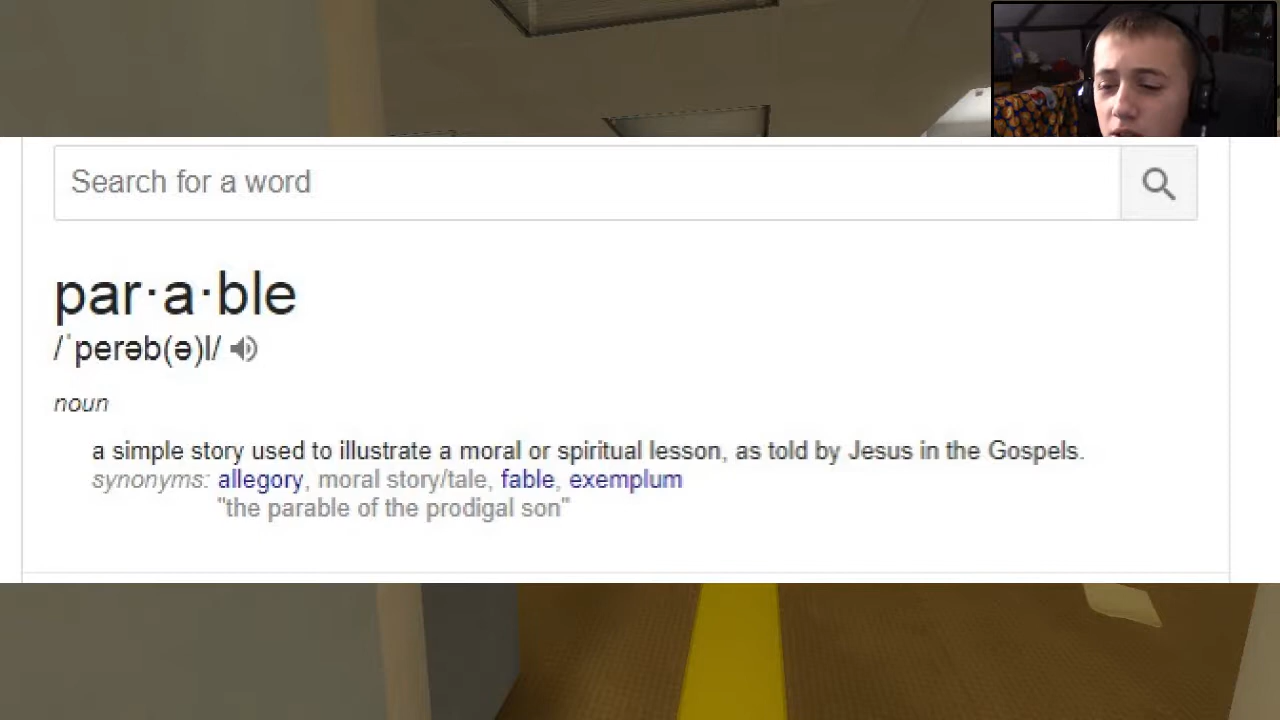 Search for a word
par·a·ble
/ˈperəb(ə)l/
noun
a simple story used to illustrate a moral or spiritual lesson, as told by Jesus in the Gospels.
synonyms: allegory, moral story/tale, fable, exemplum
"the parable of the prodigal son"